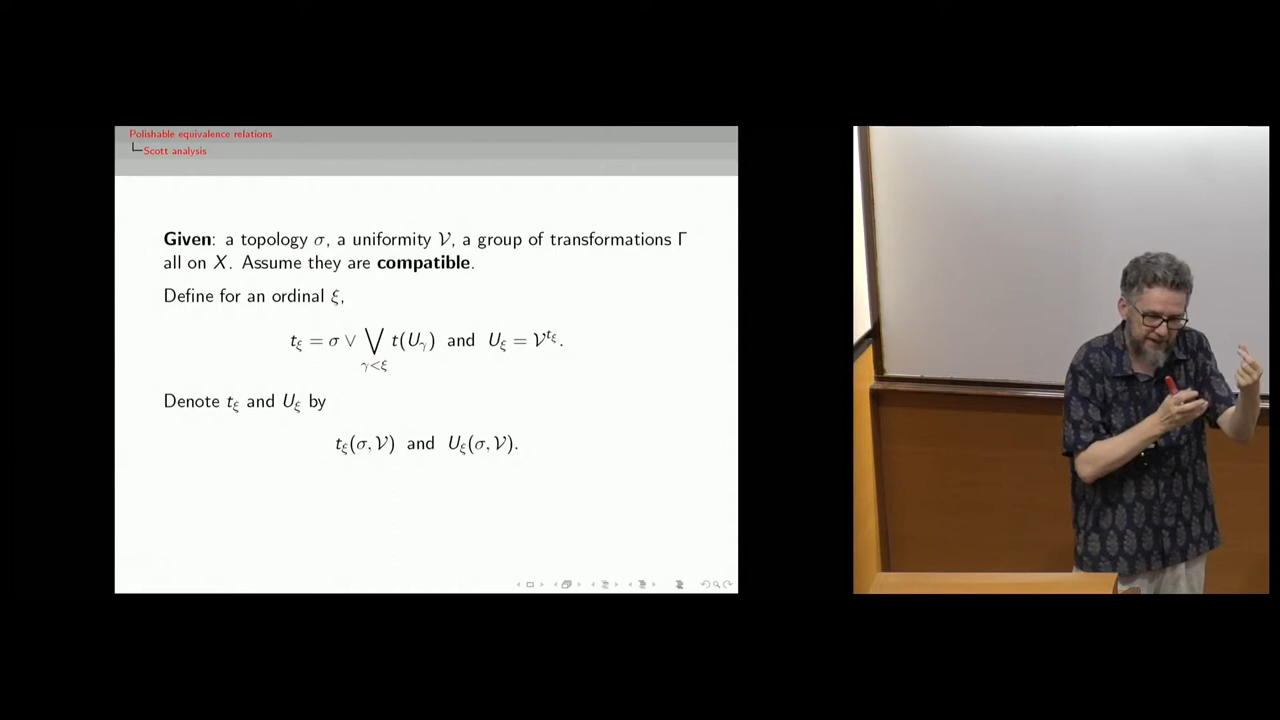 Polishable equivalence relations
Scott analysis
Given: a topology σ, a uniformity 𝒱, a group of transformations Γ
all on X. Assume they are compatible.
Define for an ordinal ξ,
t_ξ = σ ∨ ⋁_{γ<ξ} t(U_γ) and U_ξ = 𝒱^{t_ξ}.
Denote t_ξ and U_ξ by
t_ξ(σ, 𝒱) and U_ξ(σ, 𝒱).